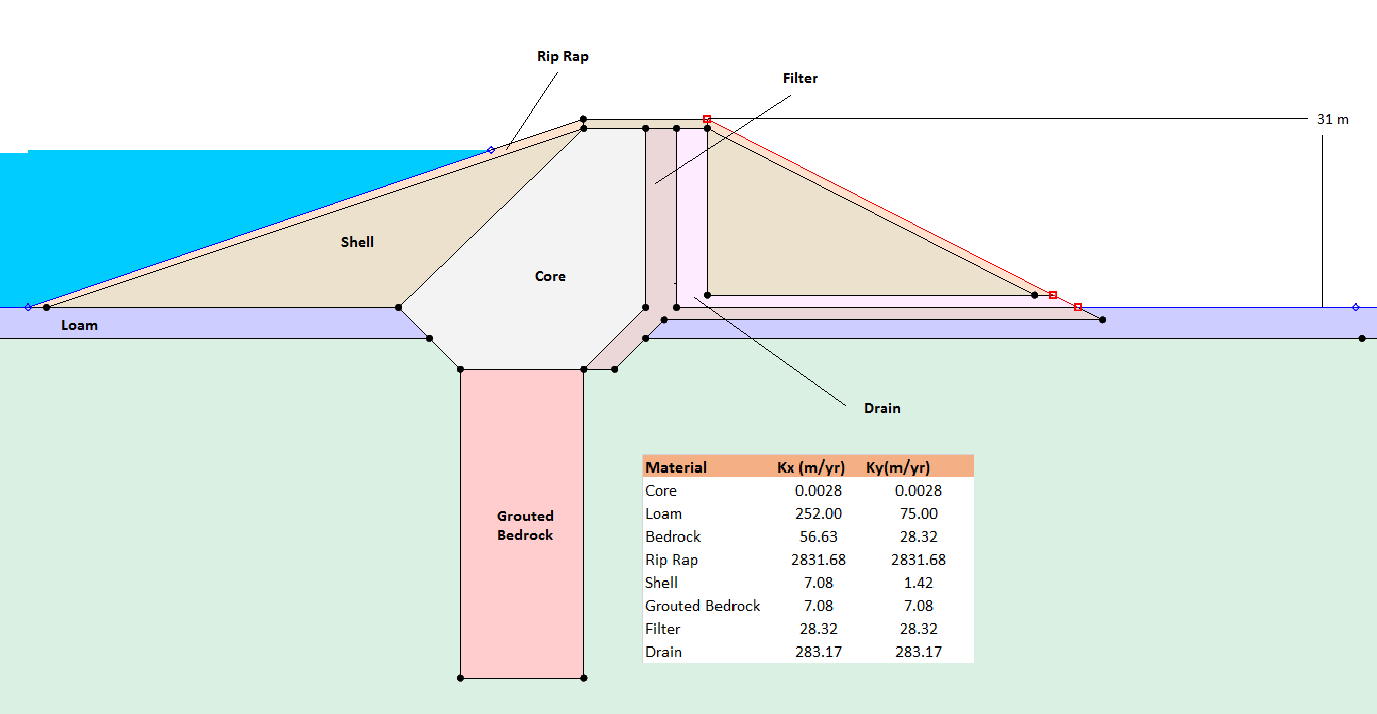 Rip Rap
Filter
31 m
Shell
Core
Loam
Drain
Grouted
Bedrock
Material Kx (m/yr) Ky(m/yr)
Core 0.0028 0.0028
Loam 252.00 75.00
Bedrock 56.63 28.32
Rip Rap 2831.68 2831.68
Shell 7.08 1.42
Grouted Bedrock 7.08 7.08
Filter 28.32 28.32
Drain 283.17 283.17